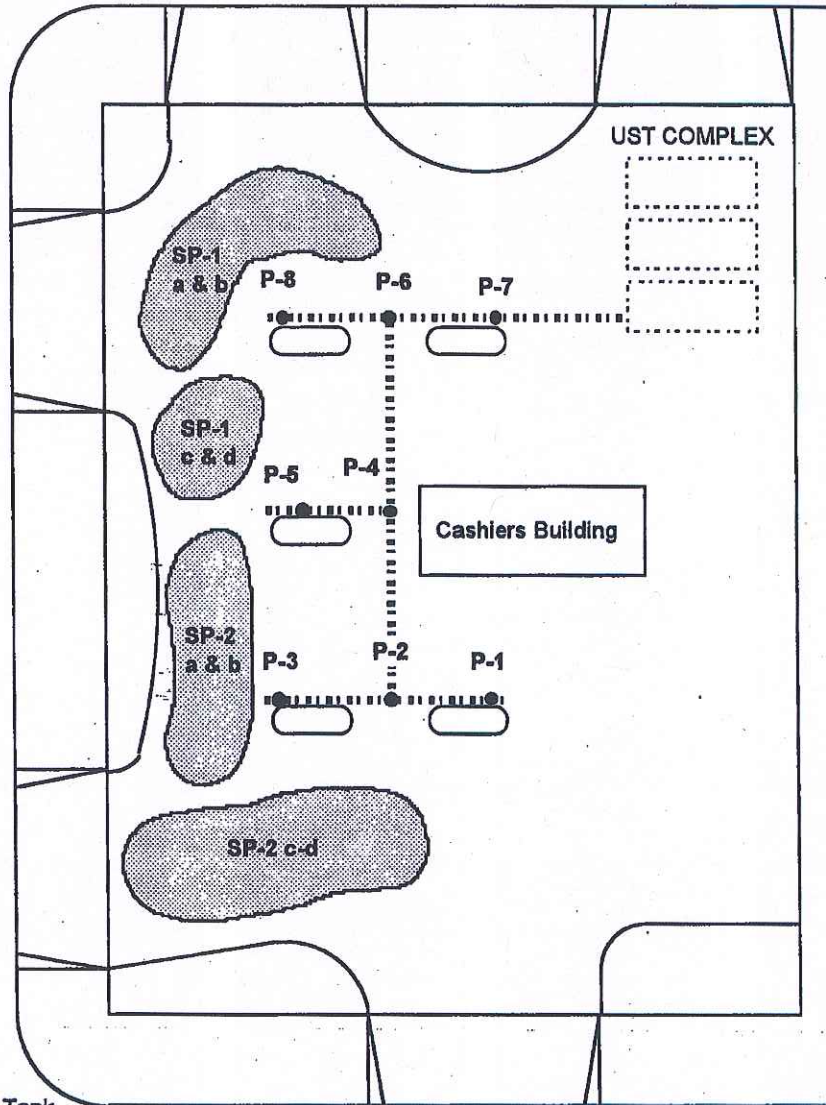 UST COMPLEX
SP-1
a & b
P-8
P-6
P-7
SP-1
c & d
P-5
P-4
Cashiers Building
SP-2
a & b
P-3
P-2
P-1
SP-2 c-d
Tank